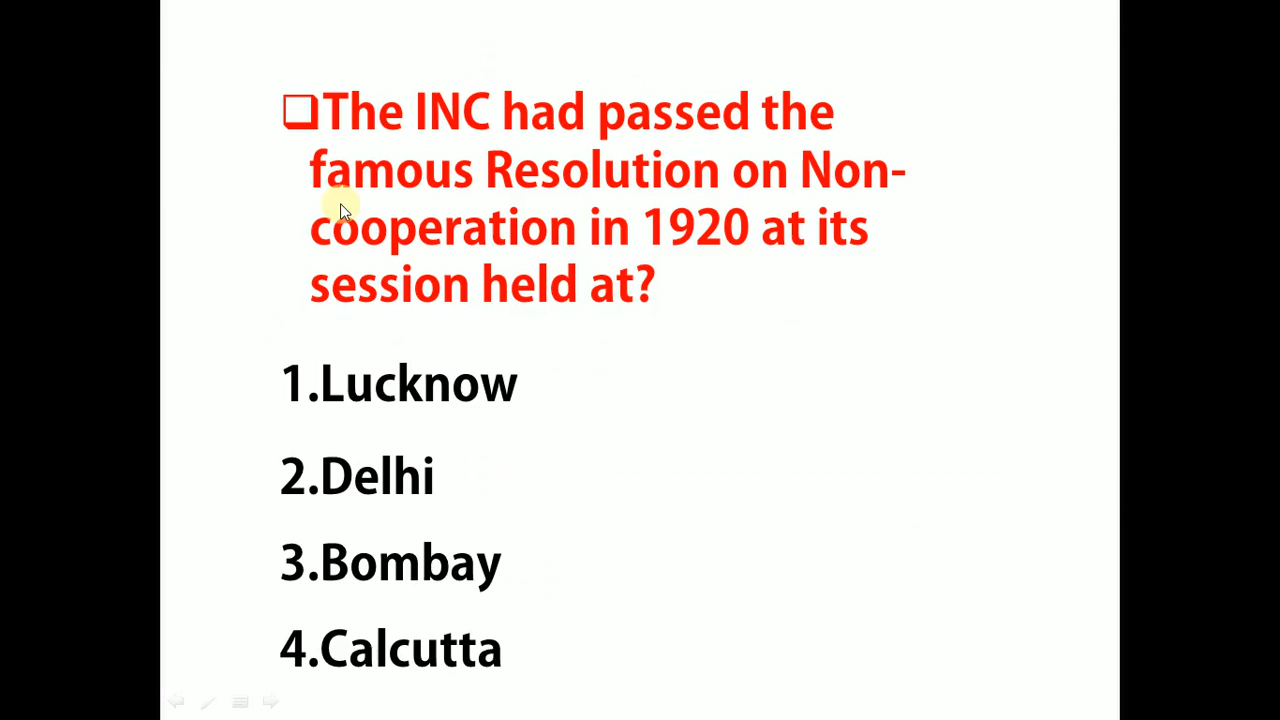 ❑The INC had passed the
famous Resolution on Non-
cooperation in 1920 at its
session held at?
1.Lucknow
2.Delhi
3.Bombay
4.Calcutta